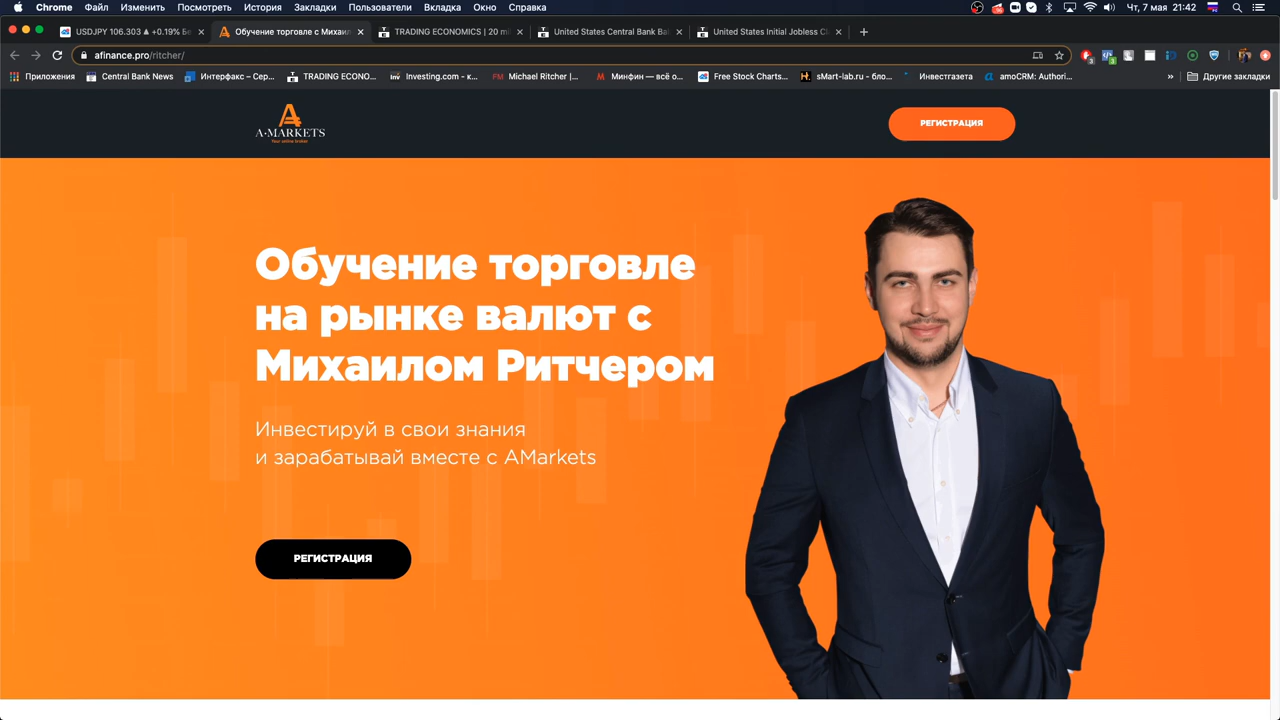 Chrome Файл Изменить Посмотреть История Закладки Пользователи Вкладка Окно Справка Чт, 7 мая 21:42
USDJPY 106.303 ▲ +0.19% Бе Обучение торговле с Михаил TRADING ECONOMICS | 20 mi United States Central Bank Bal United States Initial Jobless Cl
afinance.pro/ritcher/
Приложения Central Bank News Интерфакс – Сер... TRADING ECONO... Investing.com - к... Michael Ritcher |... Минфин — всё о... Free Stock Charts... sMart-lab.ru - бло... Инвестгазета amoCRM: Authori... » Другие закладки
A·MARKETS
Your online broker
РЕГИСТРАЦИЯ
Обучение торговле
на рынке валют с
Михаилом Ритчером
Инвестируй в свои знания
и зарабатывай вместе с AMarkets
РЕГИСТРАЦИЯ